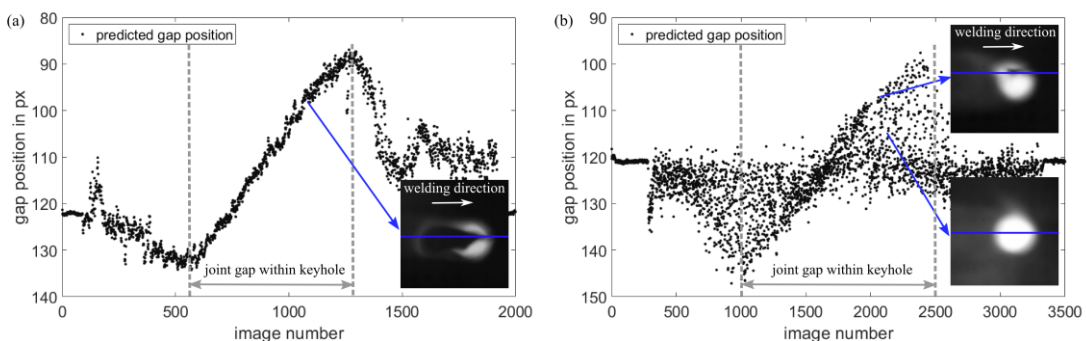 (a)
predicted gap position
gap position in px
80
90
100
110
120
130
140
welding direction
joint gap within keyhole
0
500
1000
1500
2000
image number
(b)
predicted gap position
gap position in px
90
100
110
120
130
140
150
welding direction
joint gap within keyhole
0
500
1000
1500
2000
2500
3000
3500
image number